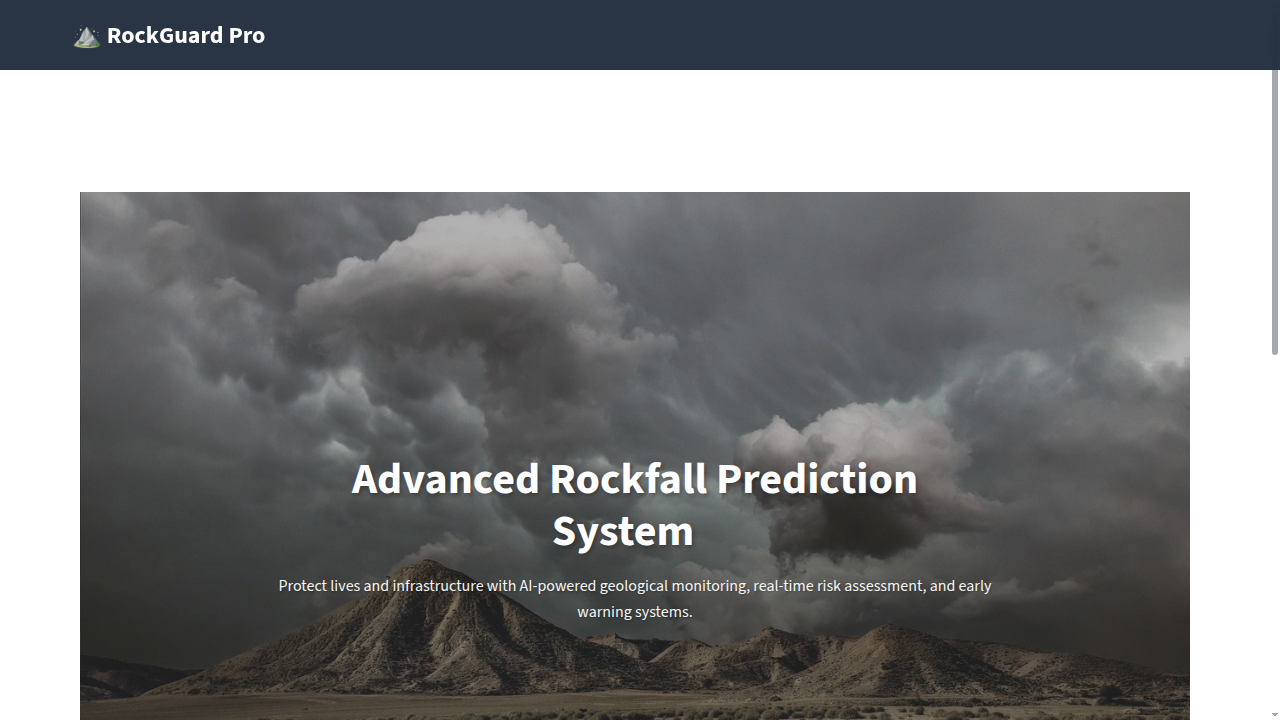 RockGuard Pro
Advanced Rockfall Prediction
System
Protect lives and infrastructure with AI-powered geological monitoring, real-time risk assessment, and early
warning systems.